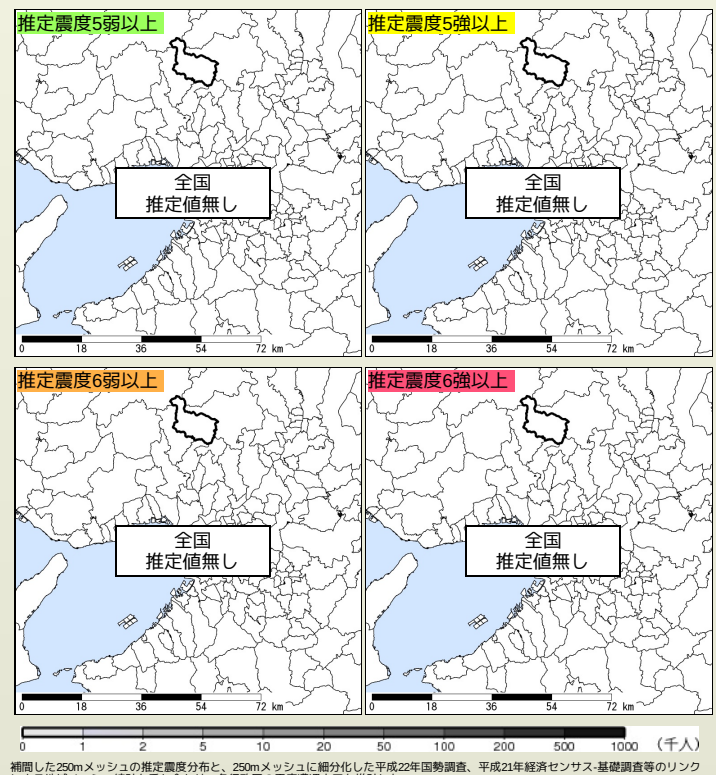 推定震度5弱以上
推定震度5強以上
全国
推定値無し
全国
推定値無し
0 18 36 54 72 km
0 18 36 54 72 km
推定震度6弱以上
推定震度6強以上
全国
推定値無し
全国
推定値無し
0 18 36 54 72 km
0 18 36 54 72 km
0 1 2 5 10 20 50 100 200 500 1000 (千人)
補間した250mメッシュの推定震度分布と、250mメッシュに細分化した平成22年国勢調査、平成21年経済センサス-基礎調査等のリンク